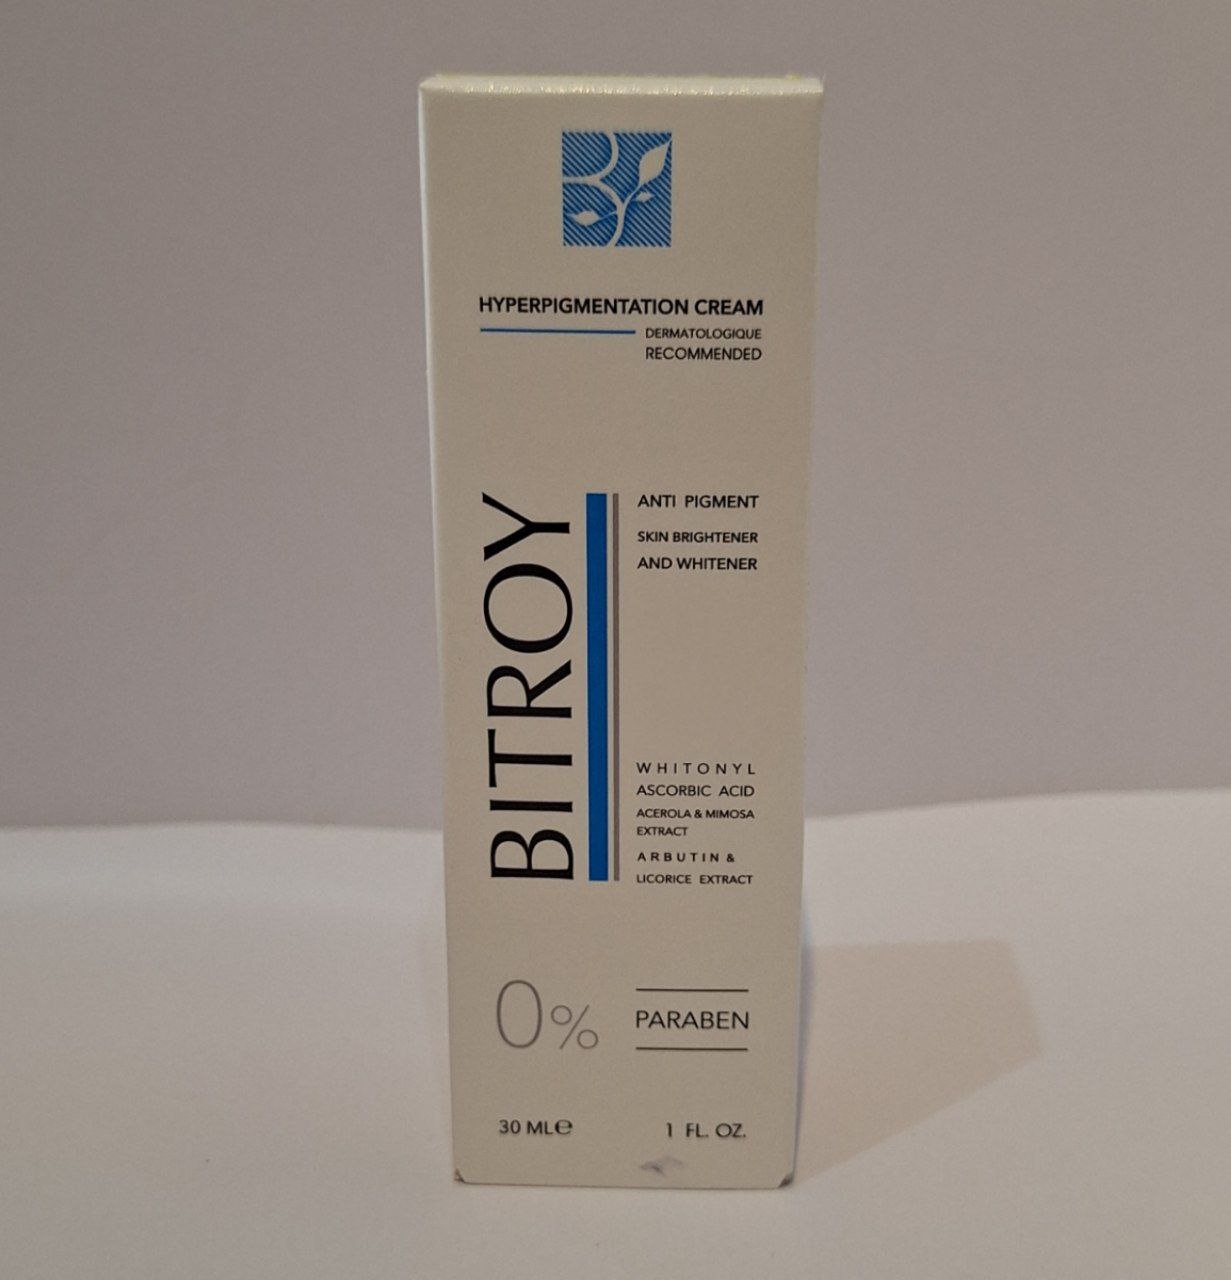 HYPERPIGMENTATION CREAM
DERMATOLOGIQUE
RECOMMENDED
BITROY
ANTI PIGMENT
SKIN BRIGHTENER
AND WHITENER
WHITONYL
ASCORBIC ACID
ACEROLA & MIMOSA
EXTRACT
ARBUTIN &
LICORICE EXTRACT
0% PARABEN
30 ML℮ 1 FL. OZ.